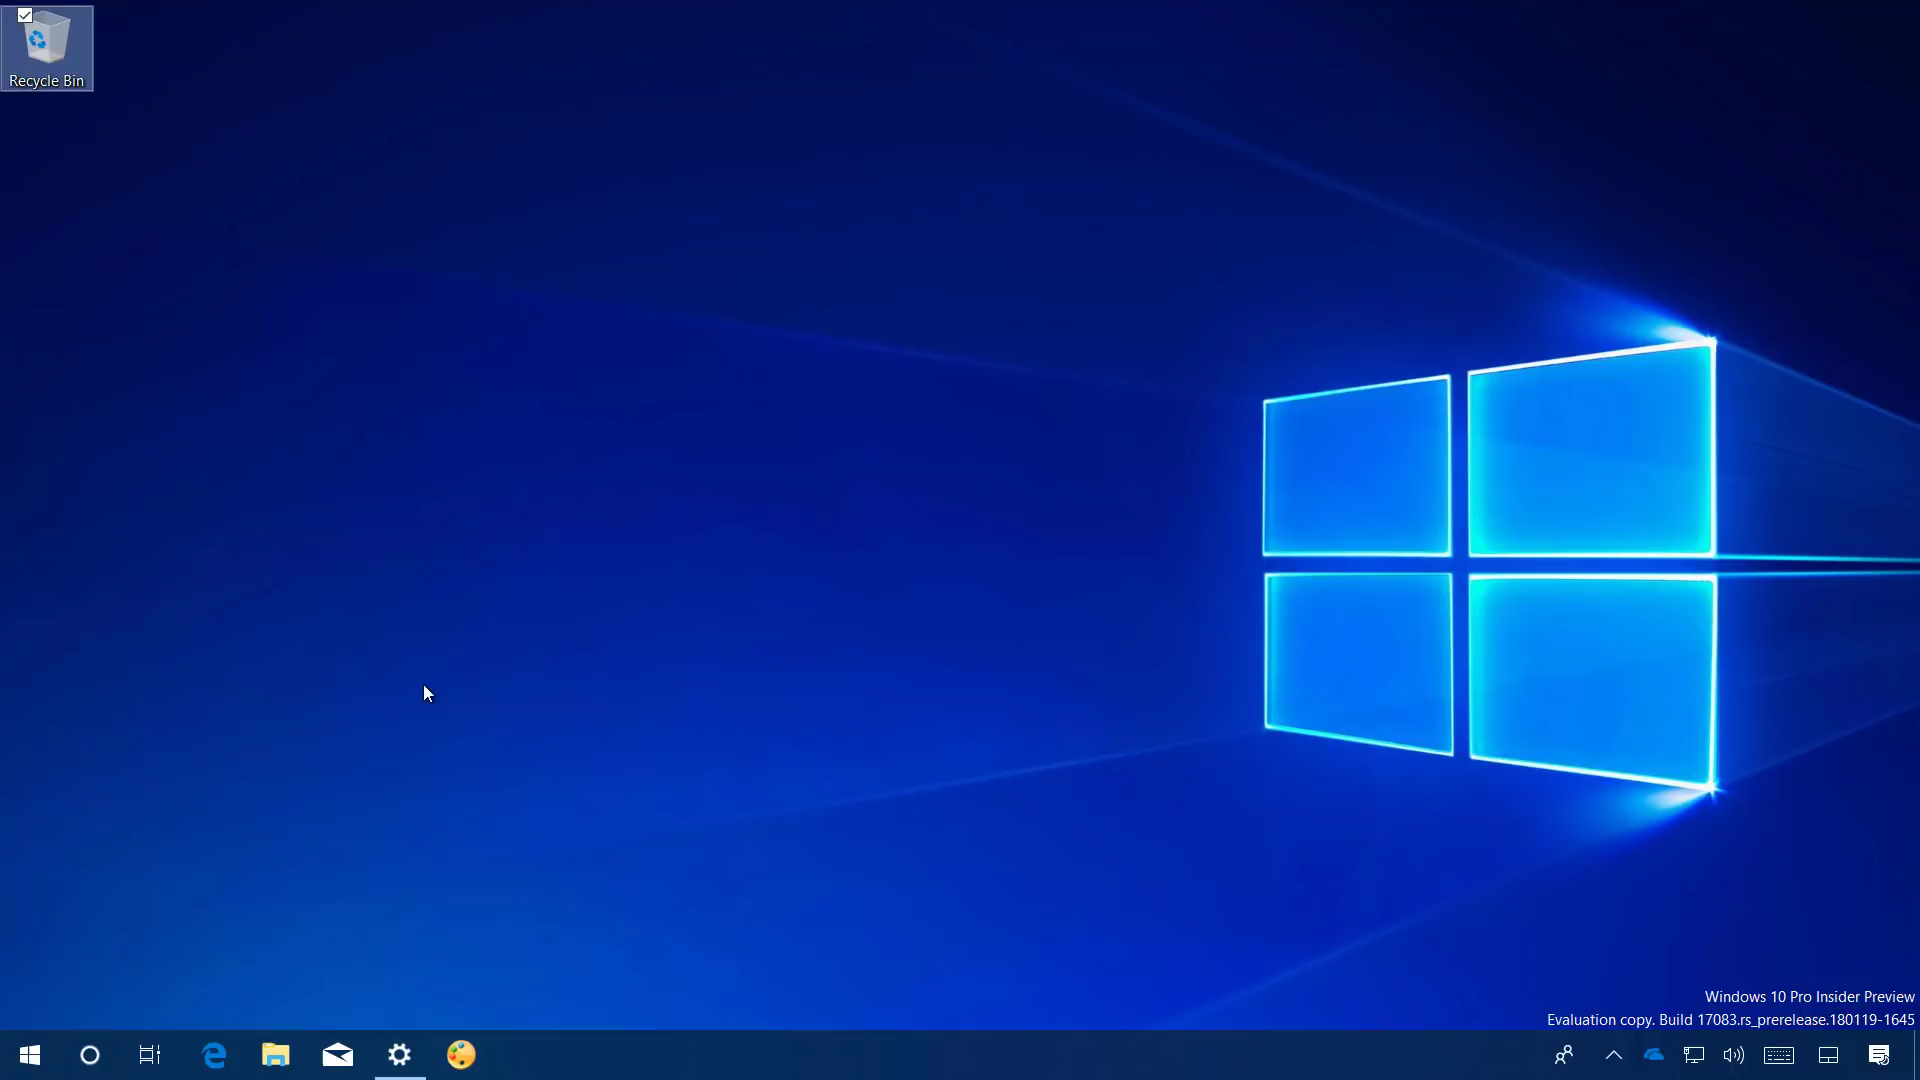 Recycle Bin
Windows 10 Pro Insider Preview
Evaluation copy. Build 17083.rs_prerelease.180119-1645